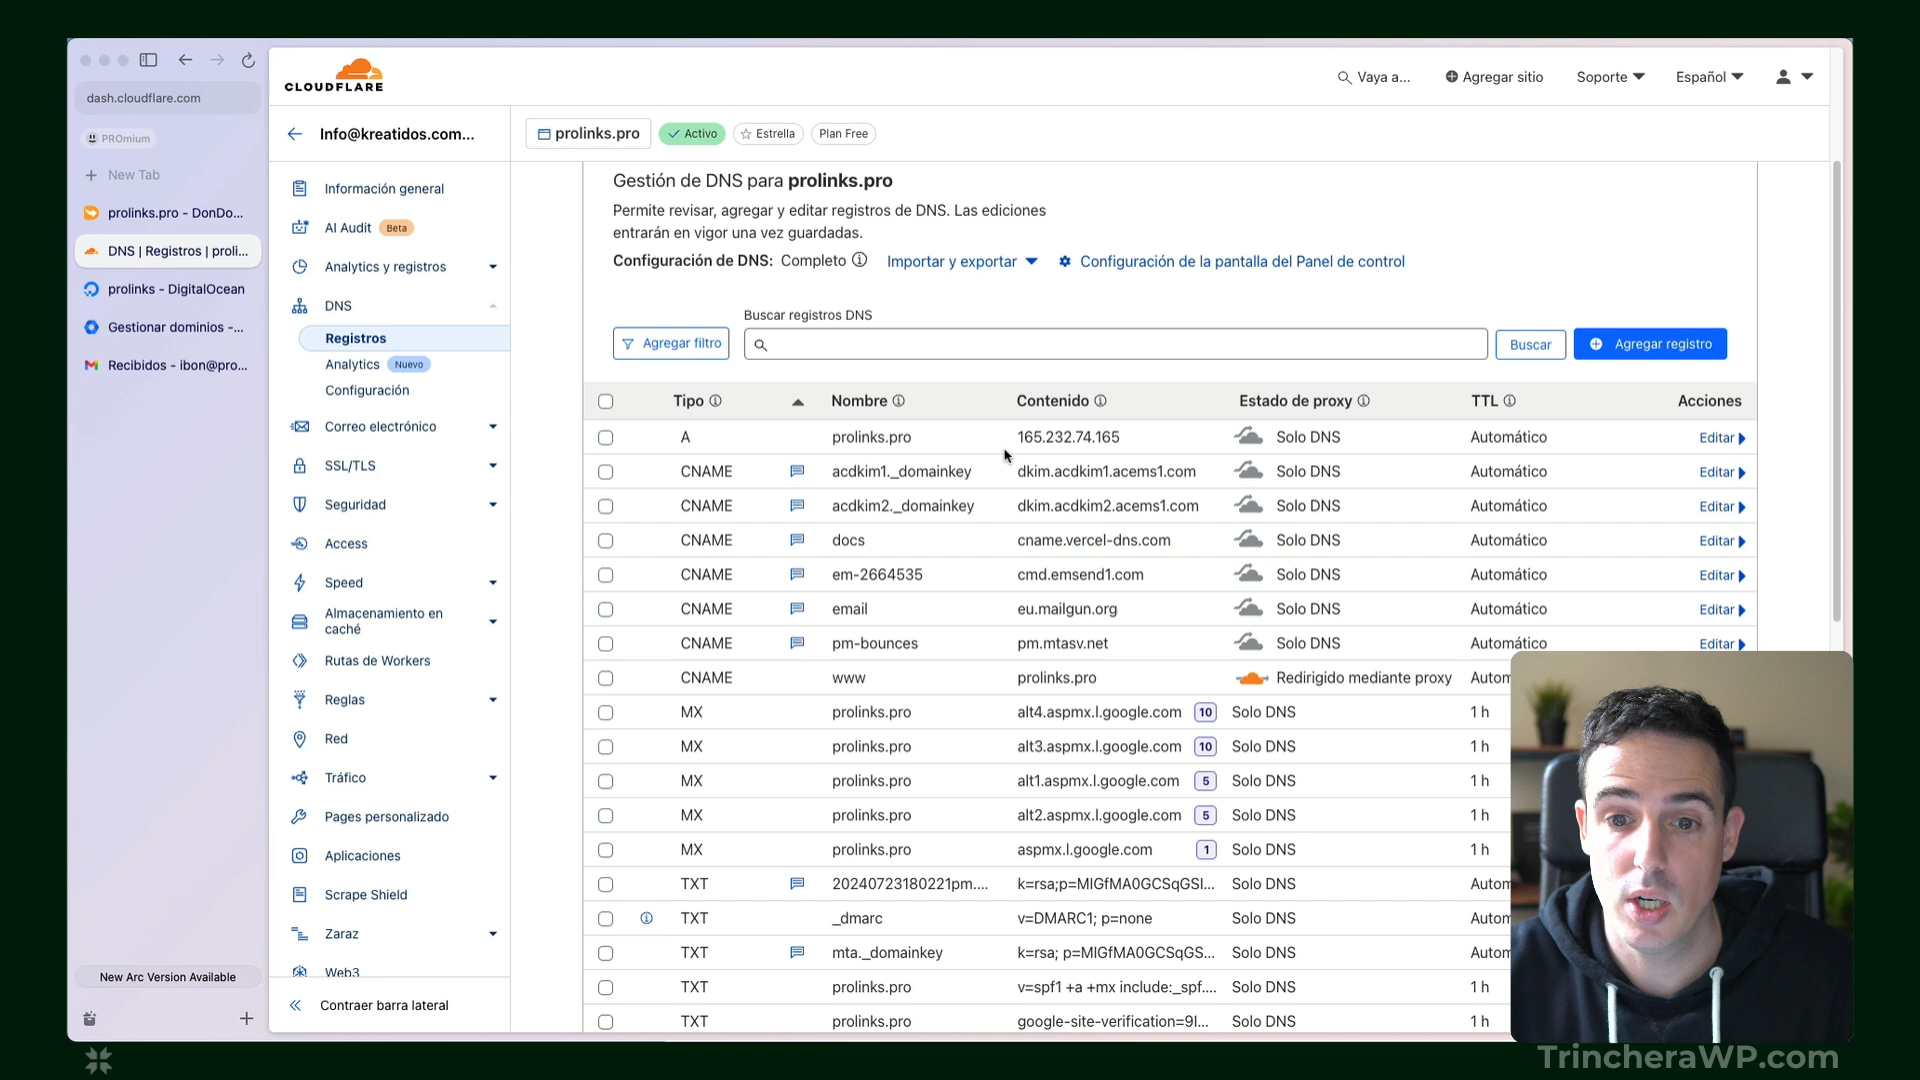 CLOUDFLARE
Vaya a...
Agregar sitio
Soporte
Español
dash.cloudflare.com
PROmium
New Tab
prolinks.pro - DonDo...
DNS | Registros | proli...
prolinks - DigitalOcean
Gestionar dominios -...
Recibidos - ibon@pro...
New Arc Version Available
Info@kreatidos.com...
prolinks.pro
Activo
Estrella
Plan Free
Información general
AI Audit Beta
Analytics y registros
DNS
Registros
Analytics Nuevo
Configuración
Correo electrónico
SSL/TLS
Seguridad
Access
Speed
Almacenamiento en
caché
Rutas de Workers
Reglas
Red
Tráfico
Pages personalizado
Aplicaciones
Scrape Shield
Zaraz
Web3
Contraer barra lateral
Gestión de DNS para prolinks.pro
Permite revisar, agregar y editar registros de DNS. Las ediciones
entrarán en vigor una vez guardadas.
Configuración de DNS: Completo Importar y exportar Configuración de la pantalla del Panel de control
Buscar registros DNS
Agregar filtro
Buscar
Agregar registro
Tipo Nombre Contenido Estado de proxy TTL Acciones
A prolinks.pro 165.232.74.165 Solo DNS Automático Editar
CNAME acdkim1._domainkey dkim.acdkim1.acems1.com Solo DNS Automático Editar
CNAME acdkim2._domainkey dkim.acdkim2.acems1.com Solo DNS Automático Editar
CNAME docs cname.vercel-dns.com Solo DNS Automático Editar
CNAME em-2664535 cmd.emsend1.com Solo DNS Automático Editar
CNAME email eu.mailgun.org Solo DNS Automático Editar
CNAME pm-bounces pm.mtasv.net Solo DNS Automático Editar
CNAME www prolinks.pro Redirigido mediante proxy Autom
MX prolinks.pro alt4.aspmx.l.google.com 10 Solo DNS 1 h
MX prolinks.pro alt3.aspmx.l.google.com 10 Solo DNS 1 h
MX prolinks.pro alt1.aspmx.l.google.com 5 Solo DNS 1 h
MX prolinks.pro alt2.aspmx.l.google.com 5 Solo DNS 1 h
MX prolinks.pro aspmx.l.google.com 1 Solo DNS 1 h
TXT 20240723180221pm.... k=rsa;p=MIGfMA0GCSqGSI... Solo DNS Autom
TXT _dmarc v=DMARC1; p=none Solo DNS Autom
TXT mta._domainkey k=rsa; p=MIGfMA0GCSqGS... Solo DNS Autom
TXT prolinks.pro v=spf1 +a +mx include:_spf.... Solo DNS 1 h
TXT prolinks.pro google-site-verification=9I... Solo DNS 1 h
TrincheraWP.com